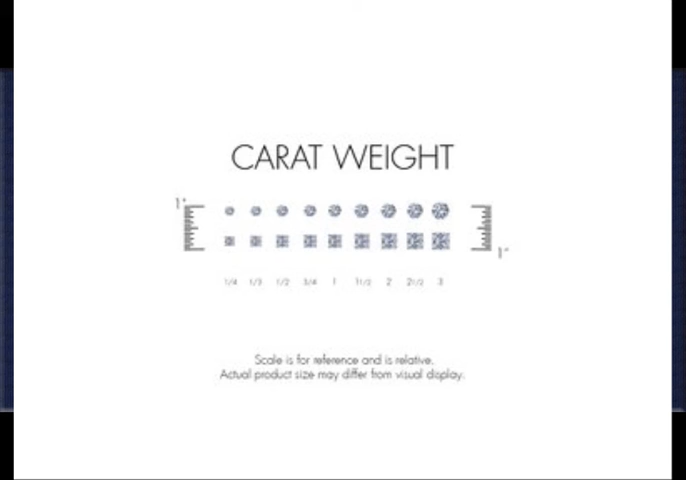 CARAT WEIGHT
1"
1"
1/4 1/3 1/2 3/4 1 11/2 2 21/2 3
Scale is for reference and is relative.
Actual product size may differ from visual display.